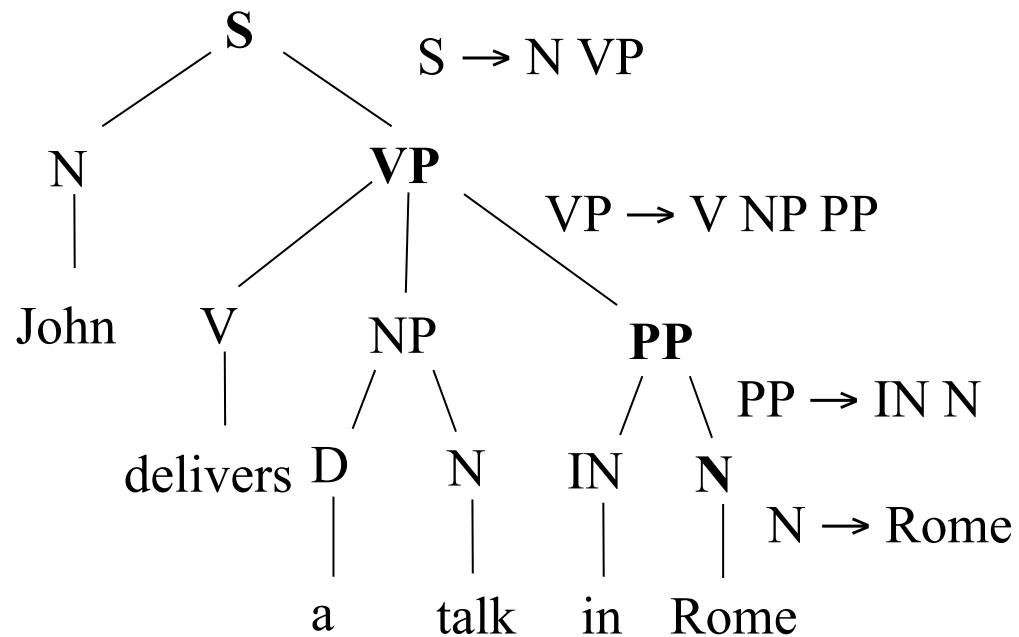 S
S → N VP
N
VP
VP → V NP PP
John
V
NP
PP
PP → IN N
delivers
D
N
IN
N
N → Rome
a
talk
in
Rome